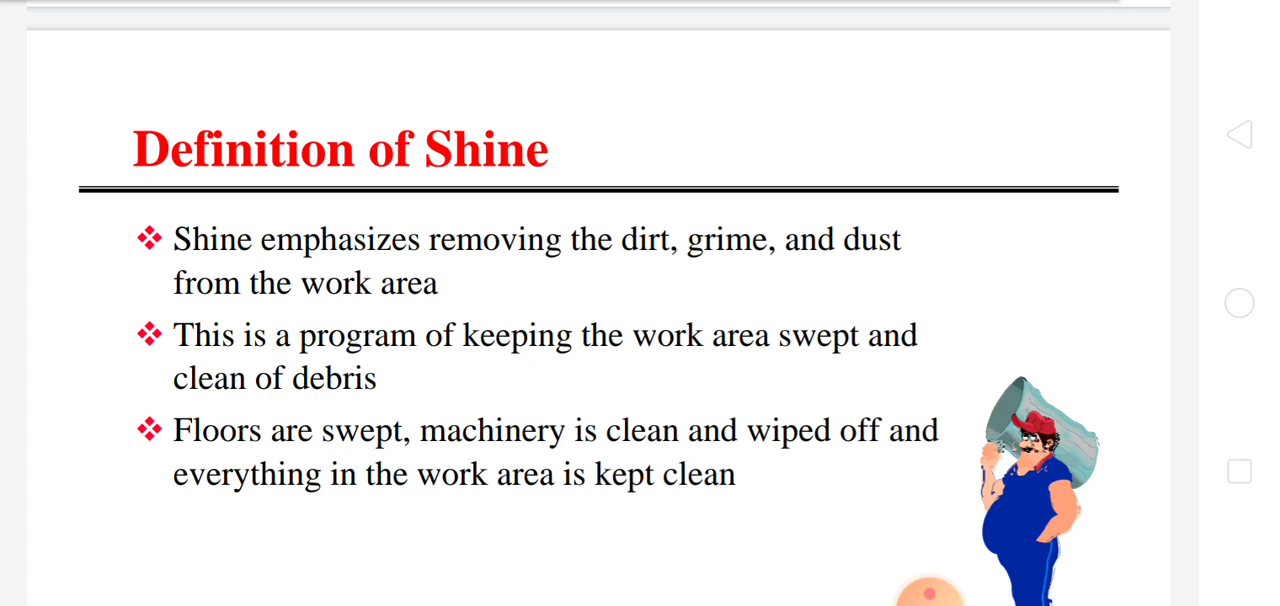 Definition of Shine
Shine emphasizes removing the dirt, grime, and dust
from the work area
This is a program of keeping the work area swept and
clean of debris
Floors are swept, machinery is clean and wiped off and
everything in the work area is kept clean